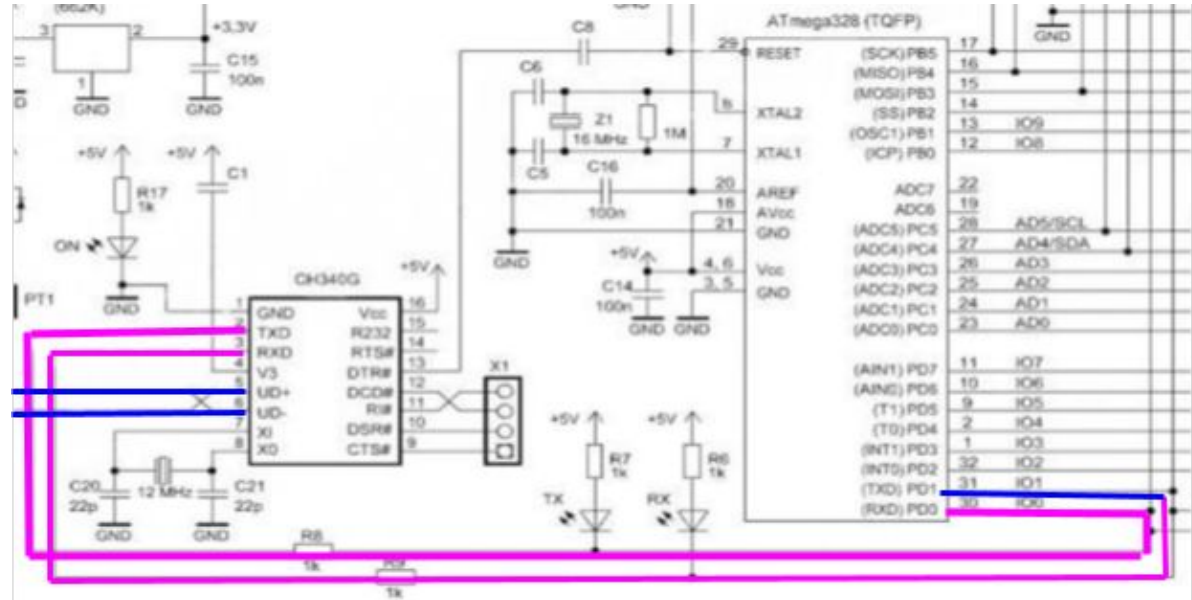 (662K)
3
2
+3,3V
C15
100n
1
GND
GND
+5V
+5V
C1
R17
1k
ON
GND
PT1
CH340G
1 GND Vcc 16
2 TXD R232 15
3 RXD RTS# 14
4 V3 DTR# 13
5 UD+ DCD# 12
6 UD- RI# 11
7 XI DSR# 10
8 X0 CTS# 9
+5V
X1
C20
22p
12 MHz
C21
22p
GND
GND
R8
1k
1k
GND
C8
C6
Z1
16 MHz
1M
C5
C16
100n
GND
+5V
C14
100n
GND
GND
+5V
R7
1k
TX
+5V
R6
1k
RX
ATmega328 (TQFP)
29 RESET
XTAL2
7 XTAL1
20 AREF
18 AVcc
21 GND
4, 6 Vcc
3, 5 GND
(SCK) PB5 17
(MISO) PB4 16
(MOSI) PB3 15
(SS) PB2 14
(OSC1) PB1 13 IO9
(ICP) PB0 12 IO8
ADC7 22
ADC6 19
(ADC5) PC5 28 AD5/SCL
(ADC4) PC4 27 AD4/SDA
(ADC3) PC3 26 AD3
(ADC2) PC2 25 AD2
(ADC1) PC1 24 AD1
(ADC0) PC0 23 AD0
(AIN1) PD7 11 IO7
(AIN0) PD6 10 IO6
(T1) PD5 9 IO5
(T0) PD4 2 IO4
(INT1) PD3 1 IO3
(INT0) PD2 32 IO2
(TXD) PD1 31 IO1
(RXD) PD0 30 IO0
GND